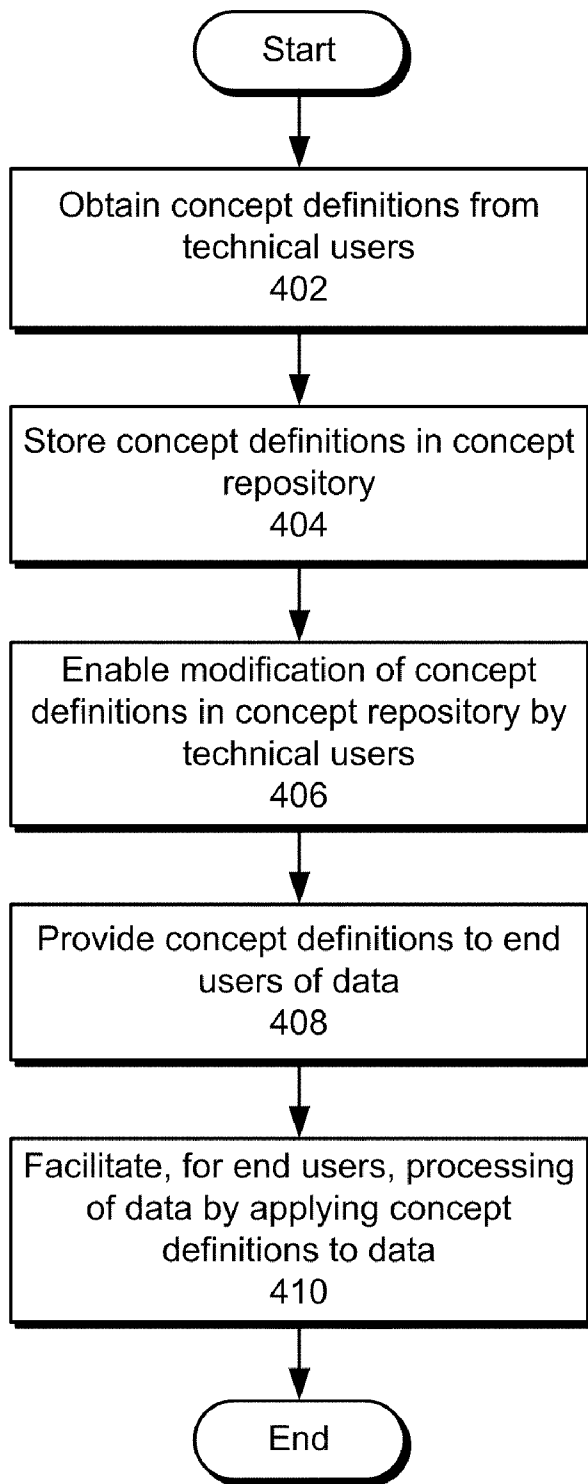 Start
Obtain concept definitions from
technical users
402
Store concept definitions in concept
repository
404
Enable modification of concept
definitions in concept repository by
technical users
406
Provide concept definitions to end
users of data
408
Facilitate, for end users, processing
of data by applying concept
definitions to data
410
End